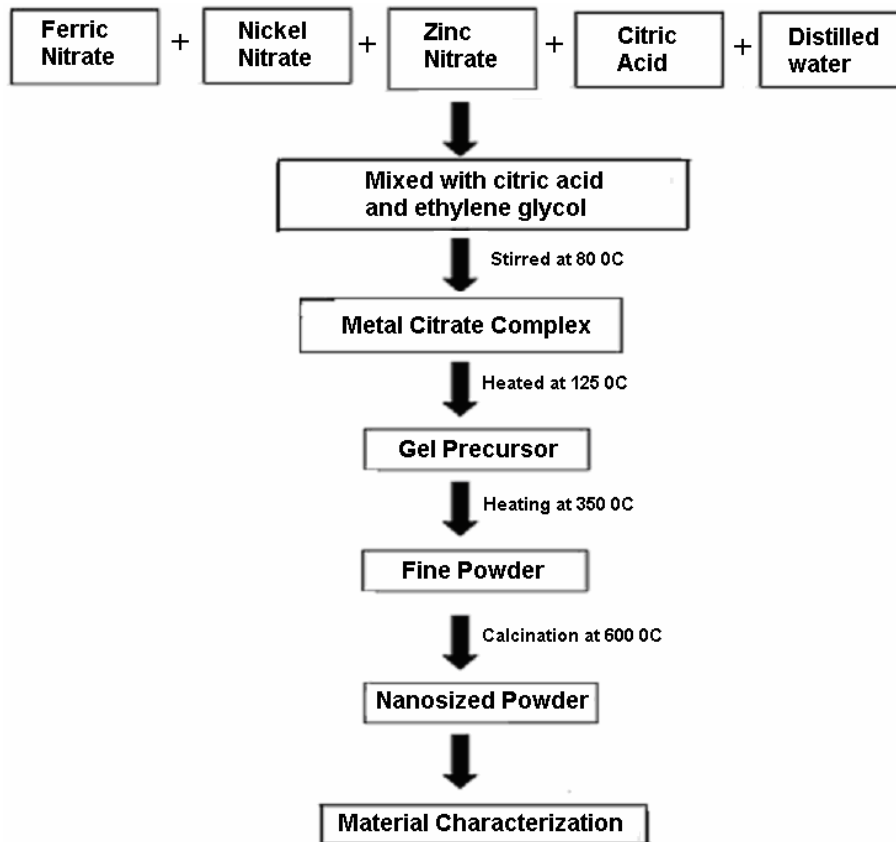 Ferric
Nitrate
+
Nickel
Nitrate
+
Zinc
Nitrate
+
Citric
Acid
+
Distilled
water
Mixed with citric acid
and ethylene glycol
Stirred at 80 0C
Metal Citrate Complex
Heated at 125 0C
Gel Precursor
Heating at 350 0C
Fine Powder
Calcination at 600 0C
Nanosized Powder
Material Characterization